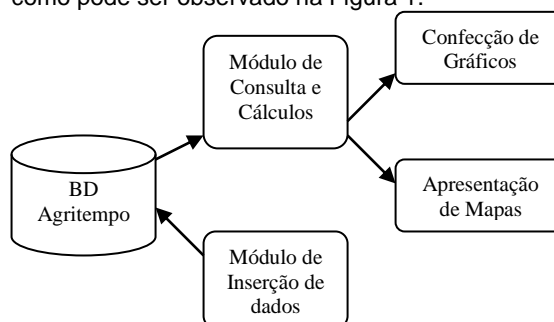 como pode ser observado na Figura 1.
Confecção de
Gráficos
Módulo de
Consulta e
Cálculos
BD
Agritempo
Apresentação
de Mapas
Módulo de
Inserção de
dados